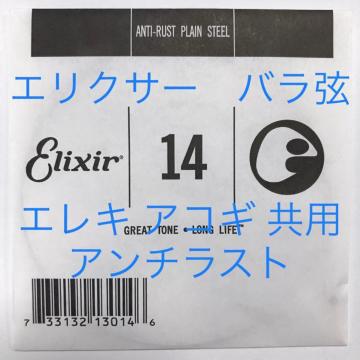 ANTI-RUST PLAIN STEEL
エリクサー バラ弦
Elixir® 14
エレキ アコギ 共用
GREAT TONE • LONG LIFE™
アンチラスト
7 33132 13014 6